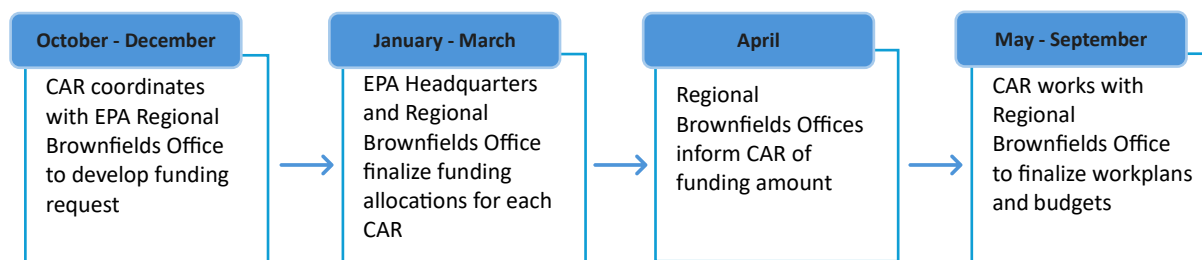 October - December
CAR coordinates
with EPA Regional
Brownfields Office
to develop funding
request
January - March
EPA Headquarters
and Regional
Brownfields Office
finalize funding
allocations for each
CAR
April
Regional
Brownfields Offices
inform CAR of
funding amount
May - September
CAR works with
Regional
Brownfields Office
to finalize workplans
and budgets